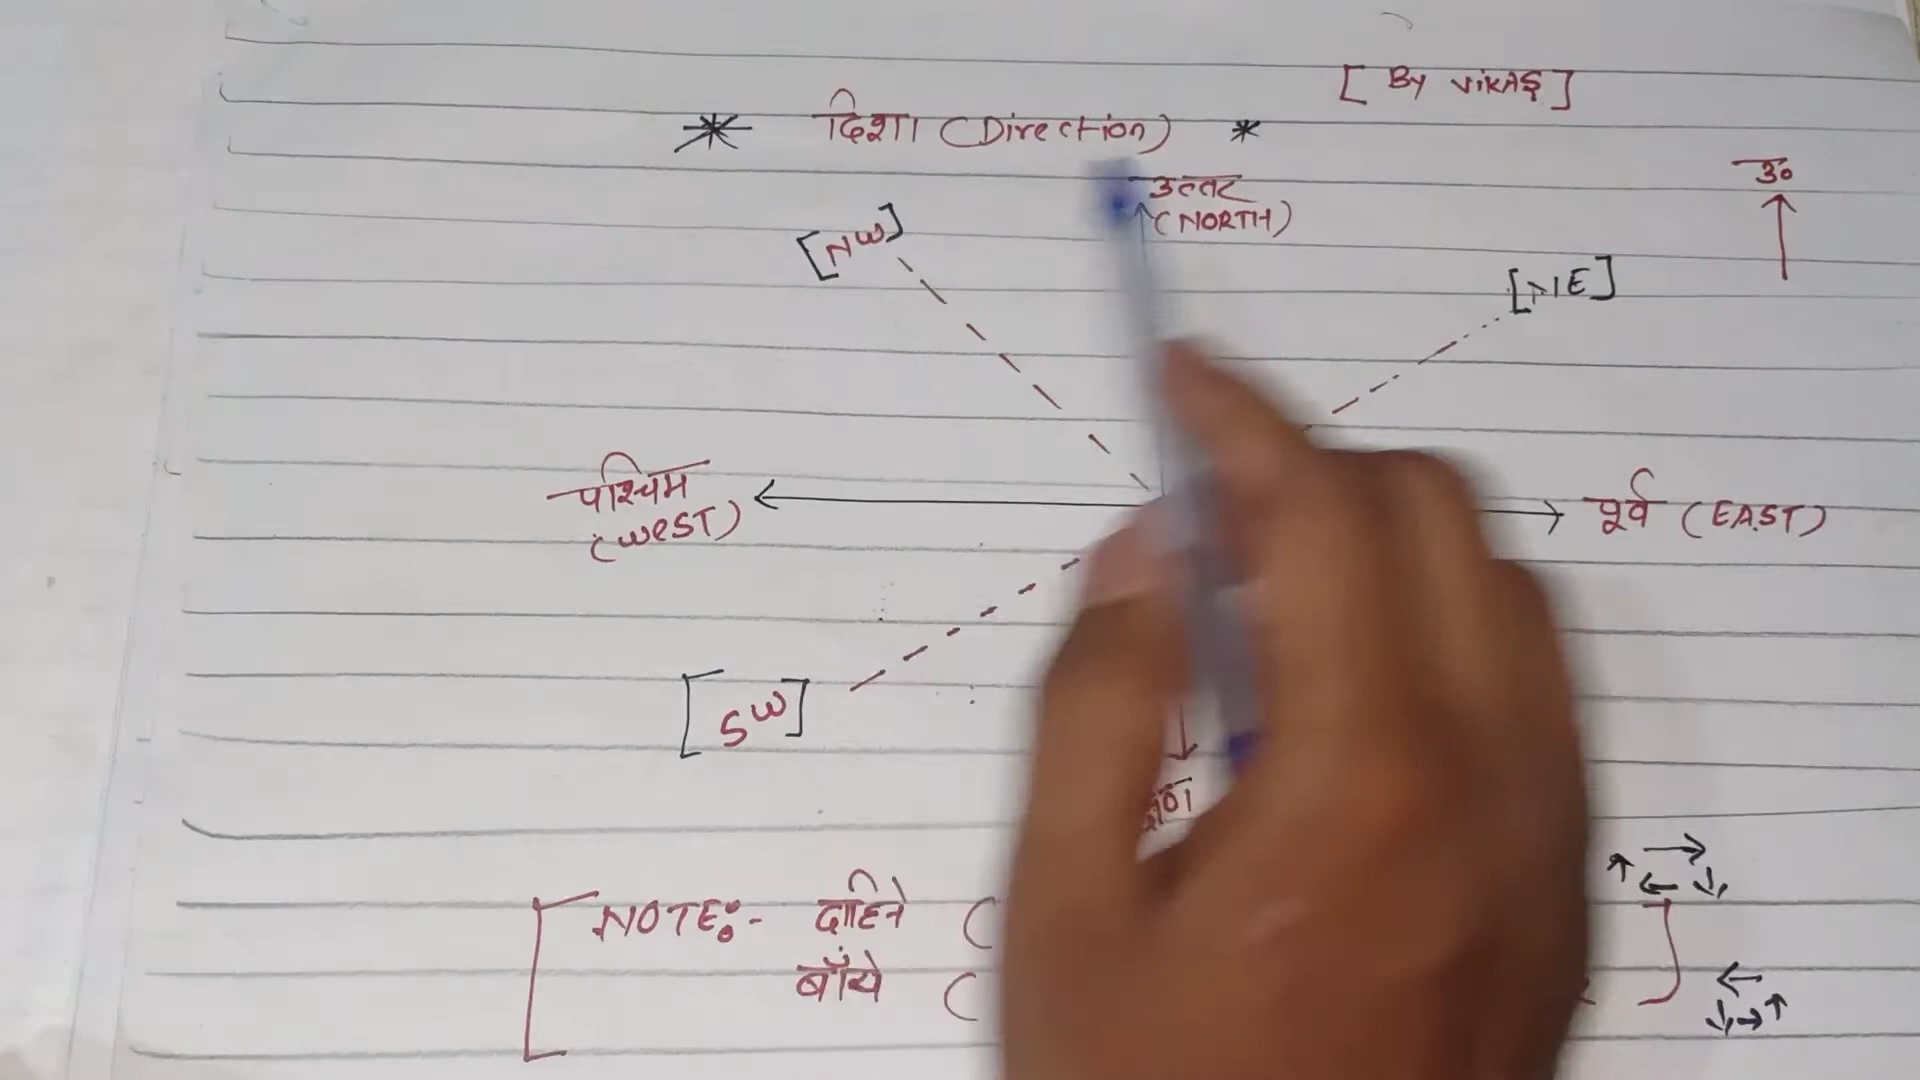 [ By VIKAS ]
* दिशा (Direction) *
उ०
उत्तर
(NORTH)
[NW]
[NE]
पश्चिम
(WeST)
पूर्व (EAST)
[SW]
[ NOTE:- दाहिने (
बाँये (